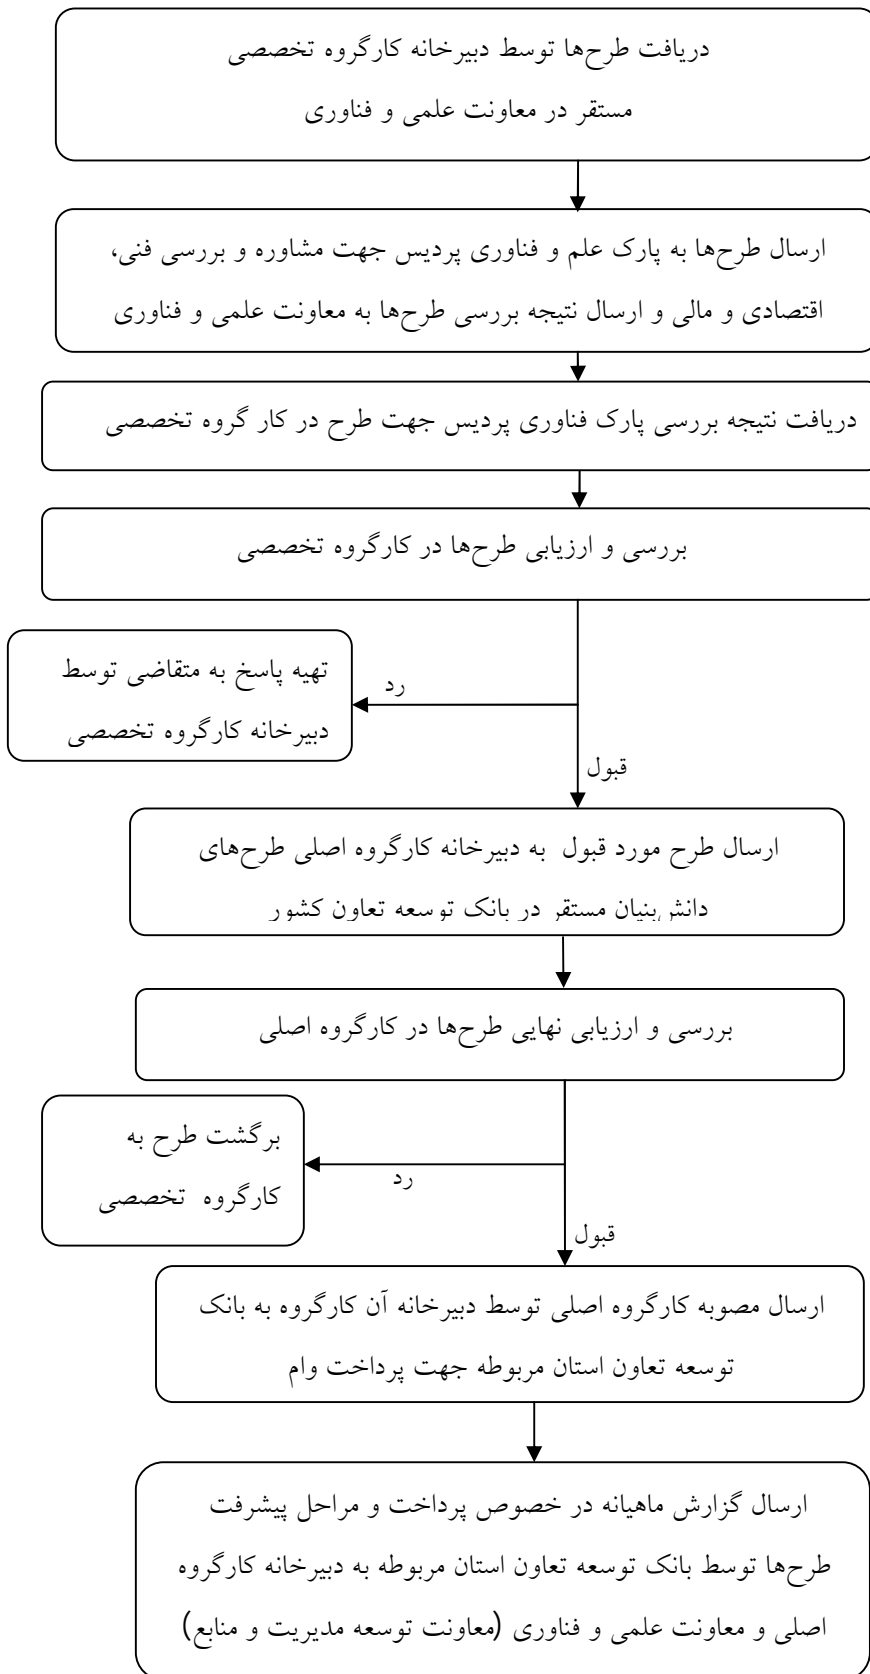 دریافت طرح‌ها توسط دبیرخانه کارگروه تخصصی
مستقر در معاونت علمی و فناوری
ارسال طرح‌ها به پارک علم و فناوری پردیس جهت مشاوره و بررسی فنی،
اقتصادی و مالی و ارسال نتیجه بررسی طرح‌ها به معاونت علمی و فناوری
دریافت نتیجه بررسی پارک فناوری پردیس جهت طرح در کار گروه تخصصی
بررسی و ارزیابی طرح‌ها در کارگروه تخصصی
رد
تهیه پاسخ به متقاضی توسط
دبیرخانه کارگروه تخصصی
قبول
ارسال طرح مورد قبول به دبیرخانه کارگروه اصلی طرح‌های
دانش‌بنیان مستقر در بانک توسعه تعاون کشور
بررسی و ارزیابی نهایی طرح‌ها در کارگروه اصلی
رد
برگشت طرح به
کارگروه تخصصی
قبول
ارسال مصوبه کارگروه اصلی توسط دبیرخانه آن کارگروه به بانک
توسعه تعاون استان مربوطه جهت پرداخت وام
ارسال گزارش ماهیانه در خصوص پرداخت و مراحل پیشرفت
طرح‌ها توسط بانک توسعه تعاون استان مربوطه به دبیرخانه کارگروه
اصلی و معاونت علمی و فناوری (معاونت توسعه مدیریت و منابع)